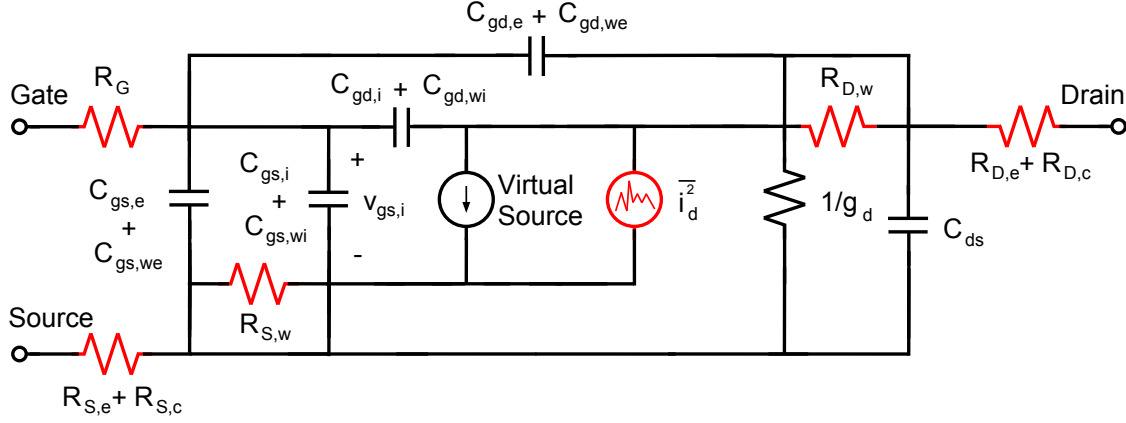 C_gd,e + C_gd,we
R_G
C_gd,i + C_gd,wi
R_D,w
Gate
Drain
C_gs,e
+
C_gs,we
C_gs,i
+
C_gs,wi
+
v_gs,i
-
Virtual
Source
i_d^2
1/g_d
R_D,e + R_D,c
C_ds
R_S,w
Source
R_S,e + R_S,c